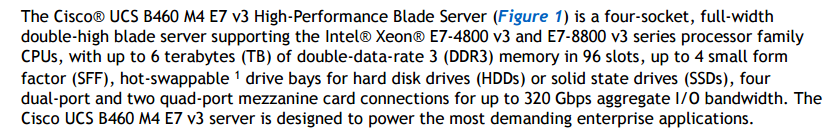 The Cisco® UCS B460 M4 E7 v3 High-Performance Blade Server (Figure 1) is a four-socket, full-width
double-high blade server supporting the Intel® Xeon® E7-4800 v3 and E7-8800 v3 series processor family
CPUs, with up to 6 terabytes (TB) of double-data-rate 3 (DDR3) memory in 96 slots, up to 4 small form
factor (SFF), hot-swappable ¹ drive bays for hard disk drives (HDDs) or solid state drives (SSDs), four
dual-port and two quad-port mezzanine card connections for up to 320 Gbps aggregate I/O bandwidth. The
Cisco UCS B460 M4 E7 v3 server is designed to power the most demanding enterprise applications.